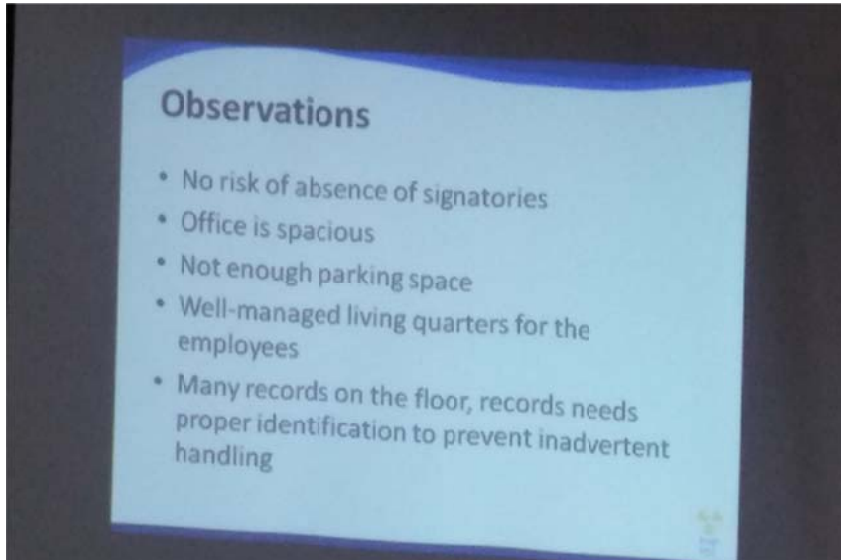 Observations
• No risk of absence of signatories
• Office is spacious
• Not enough parking space
• Well-managed living quarters for the
employees
• Many records on the floor, records needs
proper identification to prevent inadvertent
handling